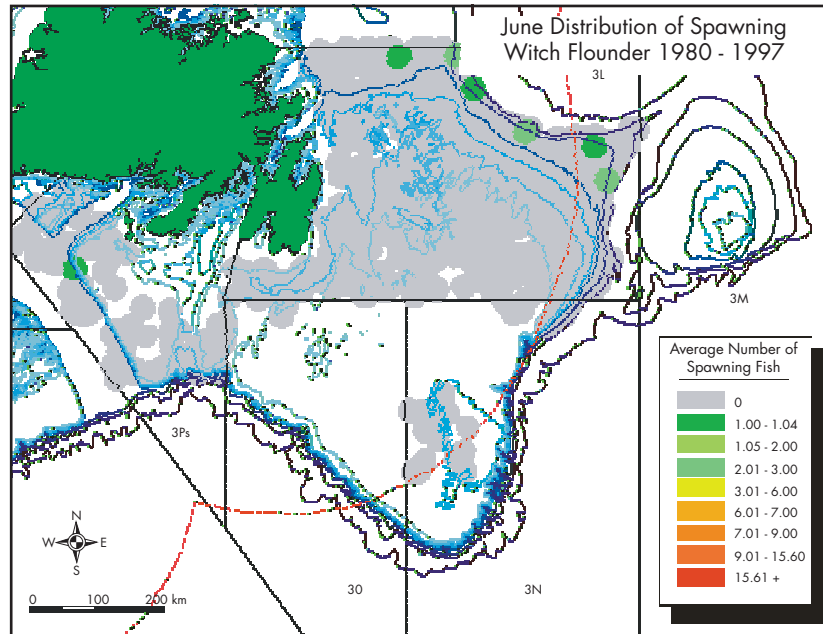 June Distribution of Spawning
Witch Flounder 1980 - 1997
3L
3M
Average Number of
Spawning Fish
0
1.00 - 1.04
1.05 - 2.00
2.01 - 3.00
3.01 - 6.00
6.01 - 7.00
7.01 - 9.00
9.01 - 15.60
15.61 +
3Ps
N
W E
S
0 100 200 km
30
3N